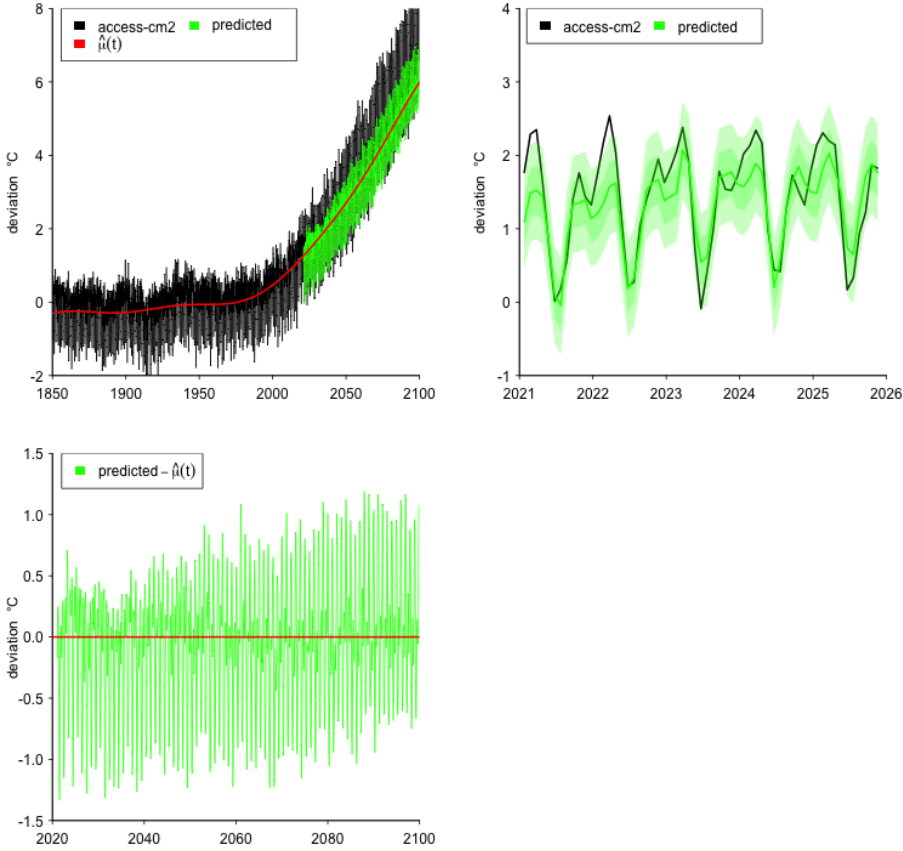 access-cm2 predicted
μ̂(t)
deviation °C
8
6
4
2
0
-2
1850 1900 1950 2000 2050 2100
access-cm2 predicted
deviation °C
4
3
2
1
0
-1
2021 2022 2023 2024 2025 2026
predicted – μ̂(t)
deviation °C
1.5
1.0
0.5
0.0
-0.5
-1.0
-1.5
2020 2040 2060 2080 2100